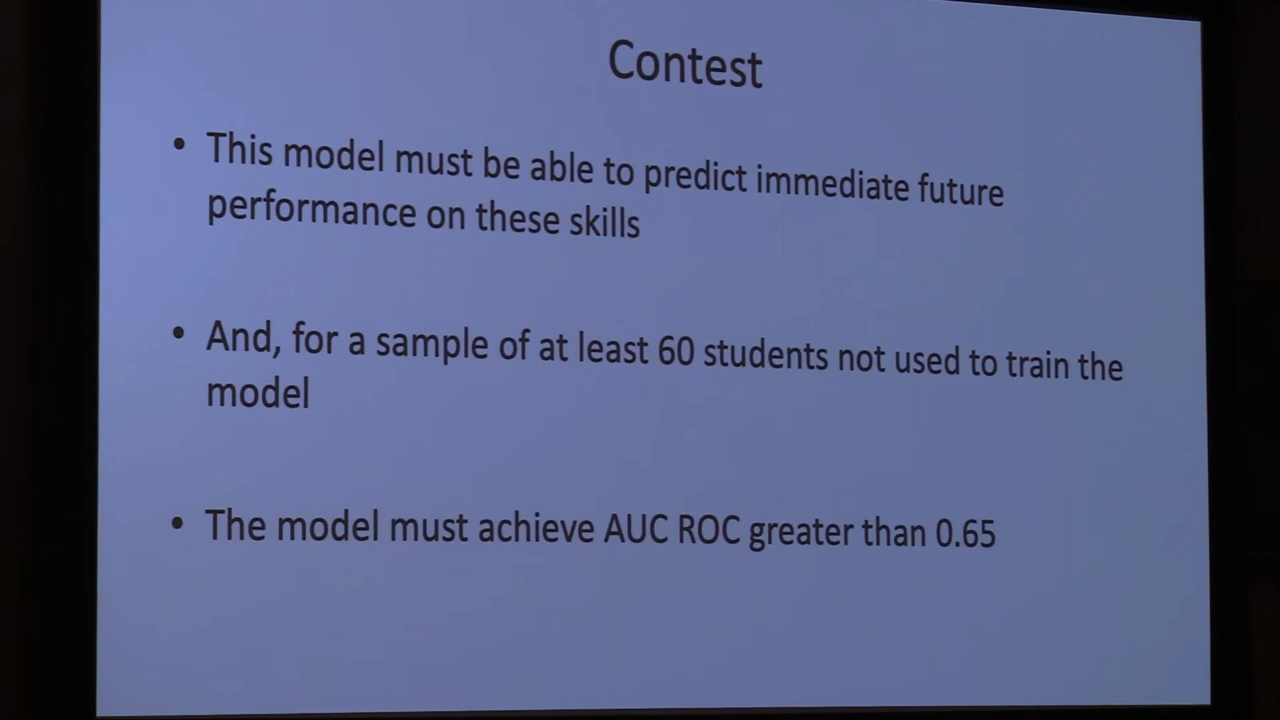 Contest
• This model must be able to predict immediate future
performance on these skills
• And, for a sample of at least 60 students not used to train the
model
• The model must achieve AUC ROC greater than 0.65